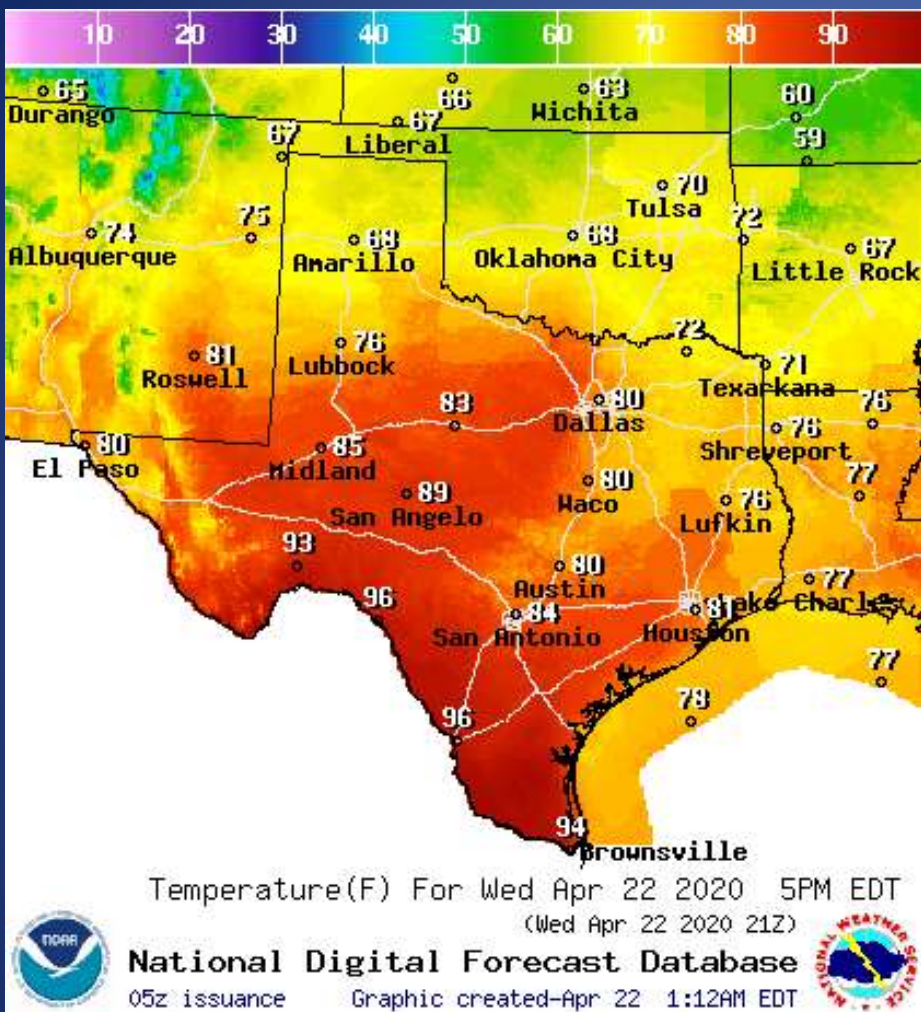 10 20 30 40 50 60 70 80 90
65
Durango
66
63
Wichita
60
67
Liberal
67
59
70
Tulsa
74
Albuquerque
75
68
Amarillo
68
Oklahoma City
72
67
Little Rock
81
Roswell
76
Lubbock
72
71
Texarkana
80
El Paso
85
Midland
83
80
Dallas
76
Shreveport
76
89
San Angelo
80
Waco
76
Lufkin
77
93
96
80
Austin
77
Lake Charles
84
San Antonio
81
Houston
96
78
77
94
Brownsville
Temperature(F) For Wed Apr 22 2020 5PM EDT
(Wed Apr 22 2020 21Z)
National Digital Forecast Database
05z issuance Graphic created-Apr 22 1:12AM EDT
NOAA
NATIONAL WEATHER SERVICE